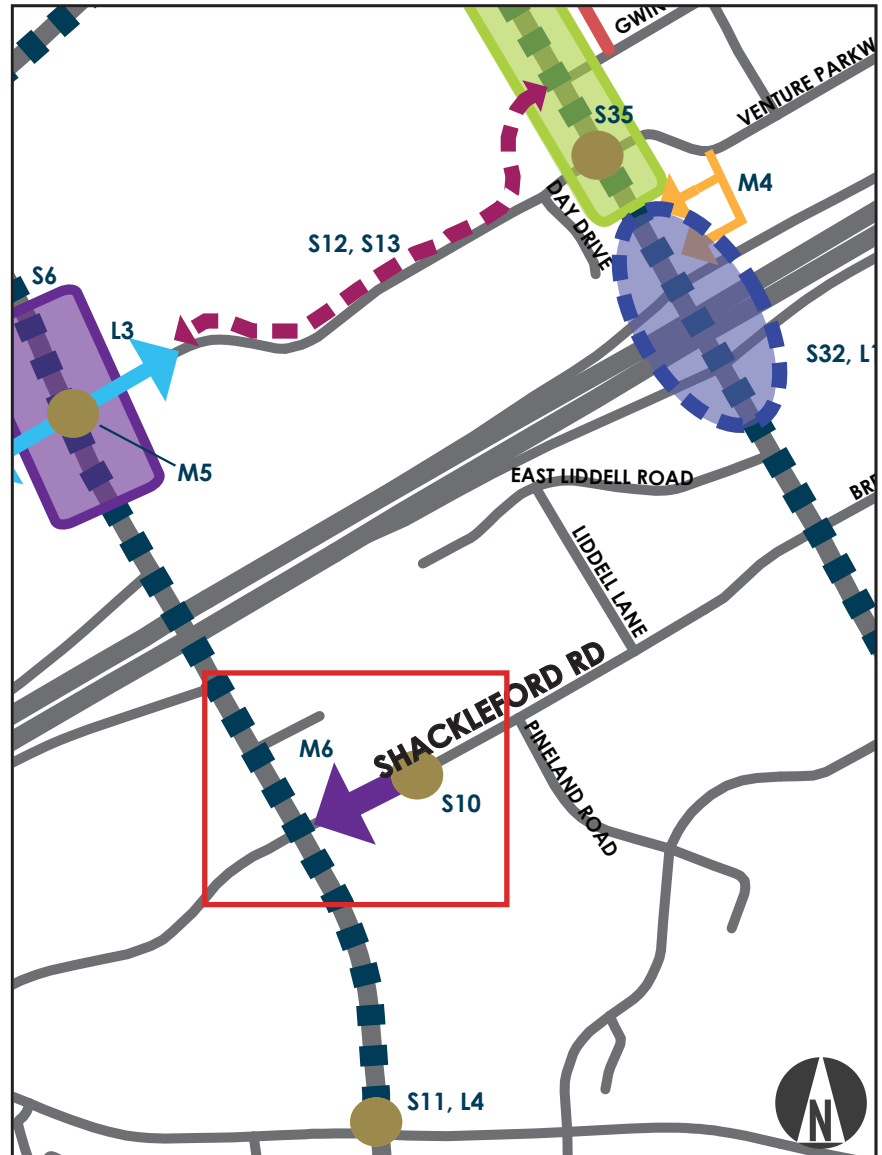 GWIN
VENTURE PARKW
S35
M4
DAY DRIVE
S12, S13
S6
L3
S32, L
M5
EAST LIDDELL ROAD
BRE
LIDDELL LANE
SHACKLEFORD RD
M6
S10
PINELAND ROAD
S11, L4
N